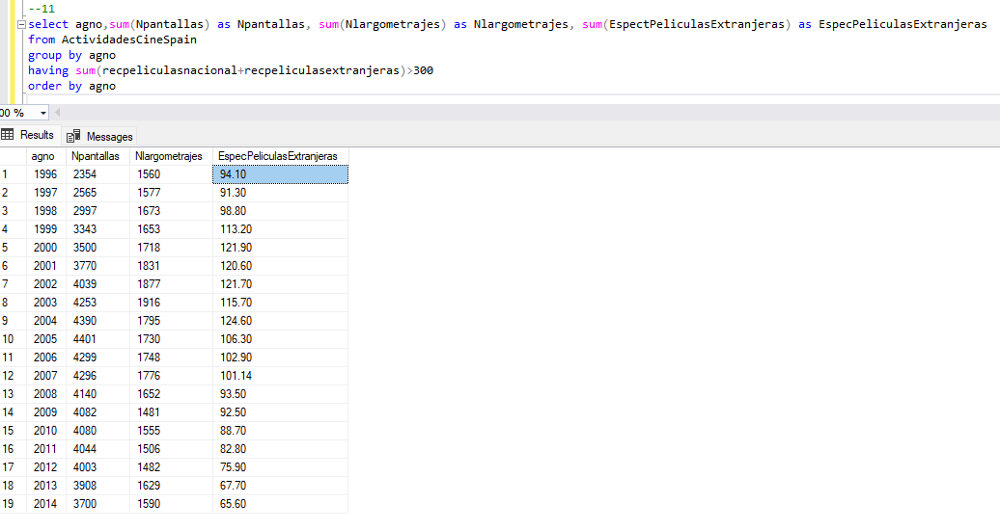 --11
select agno,sum(Npantallas) as Npantallas, sum(Nlargometrajes) as Nlargometrajes, sum(EspectPeliculasExtranjeras) as EspecPeliculasExtranjeras
from ActividadesCineSpain
group by agno
having sum(recpeliculasnacional+recpeliculasextranjeras)>300
order by agno
00 %
Results Messages
agno Npantallas Nlargometrajes EspecPeliculasExtranjeras
1 1996 2354 1560 94.10
2 1997 2565 1577 91.30
3 1998 2997 1673 98.80
4 1999 3343 1653 113.20
5 2000 3500 1718 121.90
6 2001 3770 1831 120.60
7 2002 4039 1877 121.70
8 2003 4253 1916 115.70
9 2004 4390 1795 124.60
10 2005 4401 1730 106.30
11 2006 4299 1748 102.90
12 2007 4296 1776 101.14
13 2008 4140 1652 93.50
14 2009 4082 1481 92.50
15 2010 4080 1555 88.70
16 2011 4044 1506 82.80
17 2012 4003 1482 75.90
18 2013 3908 1629 67.70
19 2014 3700 1590 65.60